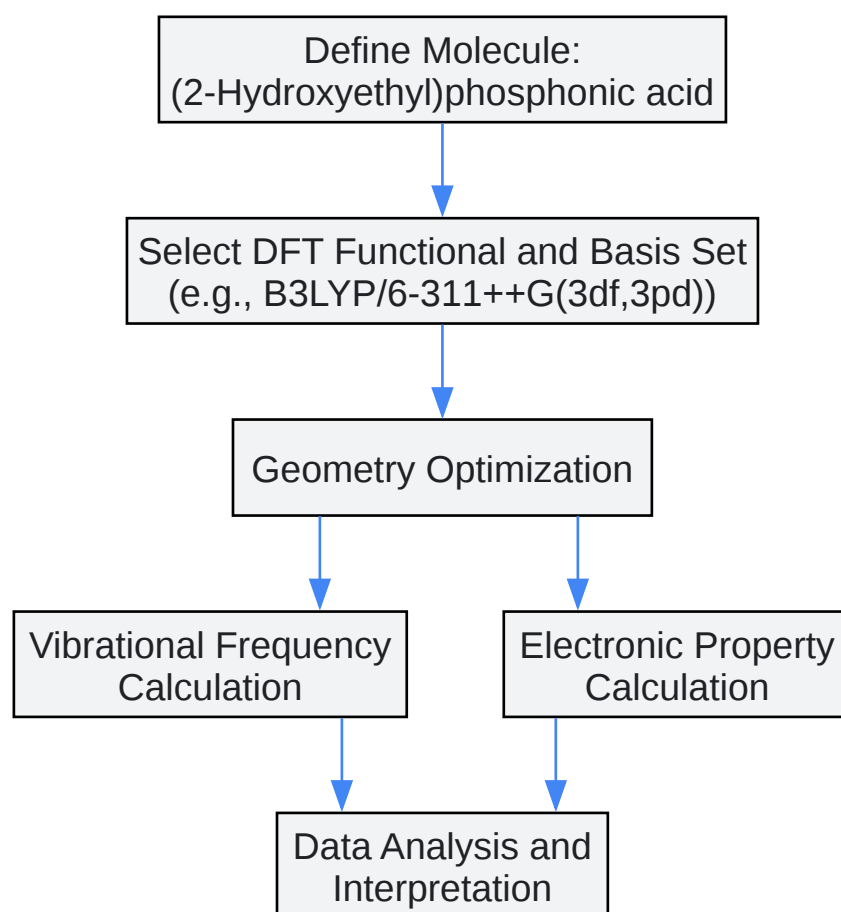 Define Molecule:
(2-Hydroxyethyl)phosphonic acid
Select DFT Functional and Basis Set
(e.g., B3LYP/6-311++G(3df,3pd))
Geometry Optimization
Vibrational Frequency
Calculation
Electronic Property
Calculation
Data Analysis and
Interpretation